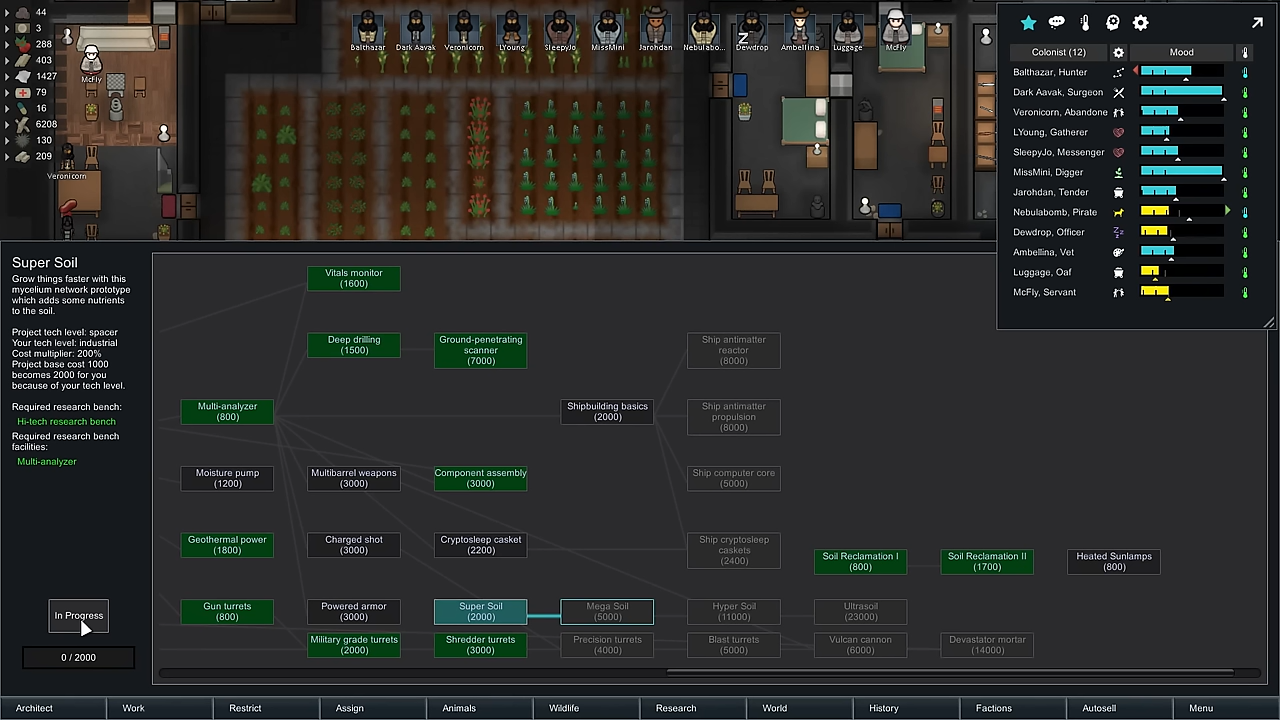 44
3
288
403
1427
79
16
6208
130
209
McFly
Veronicorn
Balthazar
Dark Aavak
Veronicorn
LYoung
SleepyJo
MissMini
Jarohdan
Nebulabo...
Dewdrop
Ambellina
Luggage
McFly
Z
Colonist (12)
Mood
Balthazar, Hunter
Dark Aavak, Surgeon
Veronicorn, Abandone
LYoung, Gatherer
SleepyJo, Messenger
MissMini, Digger
Jarohdan, Tender
Nebulabomb, Pirate
Dewdrop, Officer
Ambellina, Vet
Luggage, Oaf
McFly, Servant
Super Soil
Grow things faster with this
mycelium network prototype
which adds some nutrients
to the soil.
Project tech level: spacer
Your tech level: industrial
Cost multiplier: 200%
Project base cost 1000
becomes 2000 for you
because of your tech level.
Required research bench:
Hi-tech research bench
Required research bench
facilities:
Multi-analyzer
In Progress
0 / 2000
Vitals monitor
(1600)
Deep drilling
(1500)
Ground-penetrating
scanner
(7000)
Ship antimatter
reactor
(8000)
Multi-analyzer
(800)
Shipbuilding basics
(2000)
Ship antimatter
propulsion
(8000)
Moisture pump
(1200)
Multibarrel weapons
(3000)
Component assembly
(3000)
Ship computer core
(5000)
Geothermal power
(1800)
Charged shot
(3000)
Cryptosleep casket
(2200)
Ship cryptosleep
caskets
(2400)
Soil Reclamation I
(800)
Soil Reclamation II
(1700)
Heated Sunlamps
(800)
Gun turrets
(800)
Powered armor
(3000)
Super Soil
(2000)
Mega Soil
(5000)
Hyper Soil
(11000)
Ultrasoil
(23000)
Military grade turrets
(2000)
Shredder turrets
(3000)
Precision turrets
(4000)
Blast turrets
(5000)
Vulcan cannon
(6000)
Devastator mortar
(14000)
Architect
Work
Restrict
Assign
Animals
Wildlife
Research
World
History
Factions
Autosell
Menu